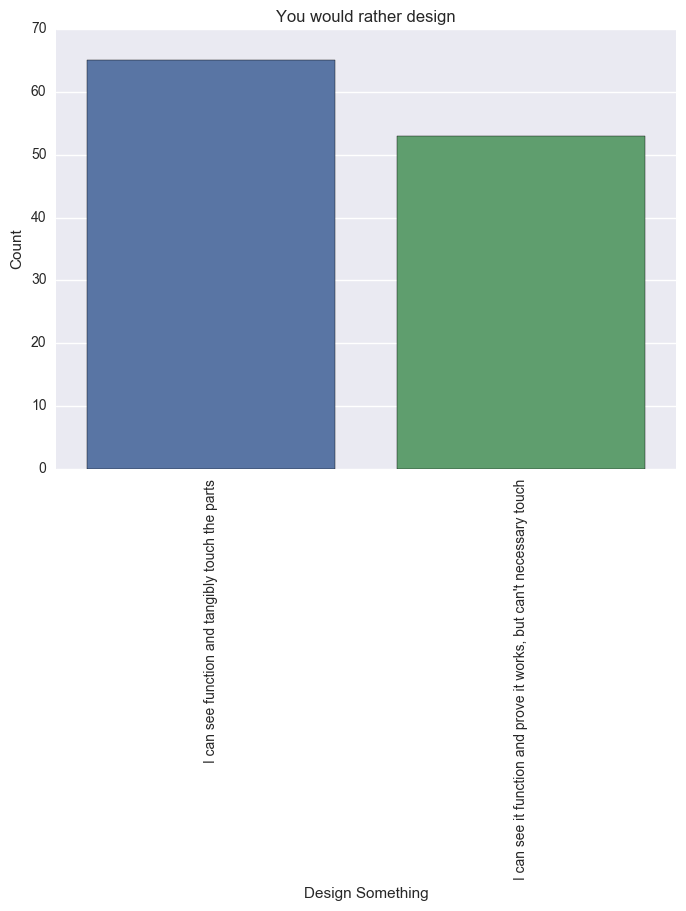 You would rather design
70
60
50
40
30
20
10
0
Count
I can see function and tangibly touch the parts
I can see it function and prove it works, but can't necessary touch
Design Something